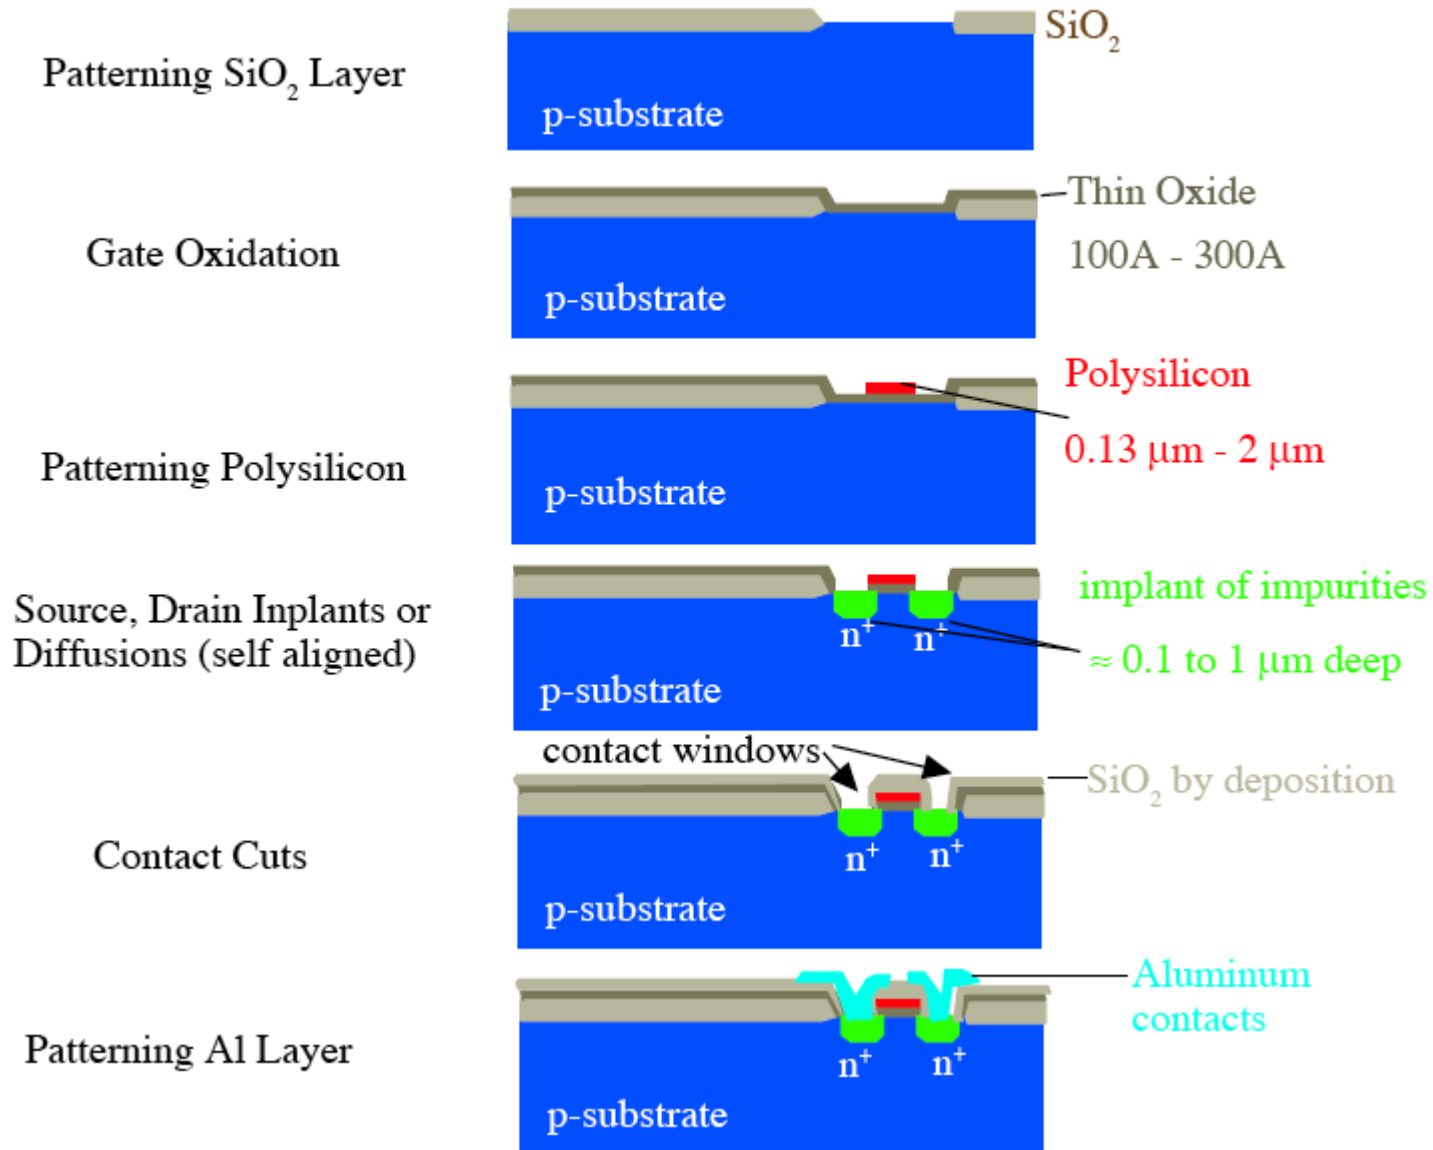 SiO₂
Patterning SiO₂ Layer
p-substrate
Thin Oxide
Gate Oxidation
100A - 300A
p-substrate
Polysilicon
0.13 μm - 2 μm
Patterning Polysilicon
p-substrate
implant of impurities
Source, Drain Inplants or
Diffusions (self aligned)
n⁺
n⁺
≈ 0.1 to 1 μm deep
p-substrate
contact windows
SiO₂ by deposition
Contact Cuts
n⁺
n⁺
p-substrate
Aluminum
contacts
Patterning Al Layer
n⁺
n⁺
p-substrate